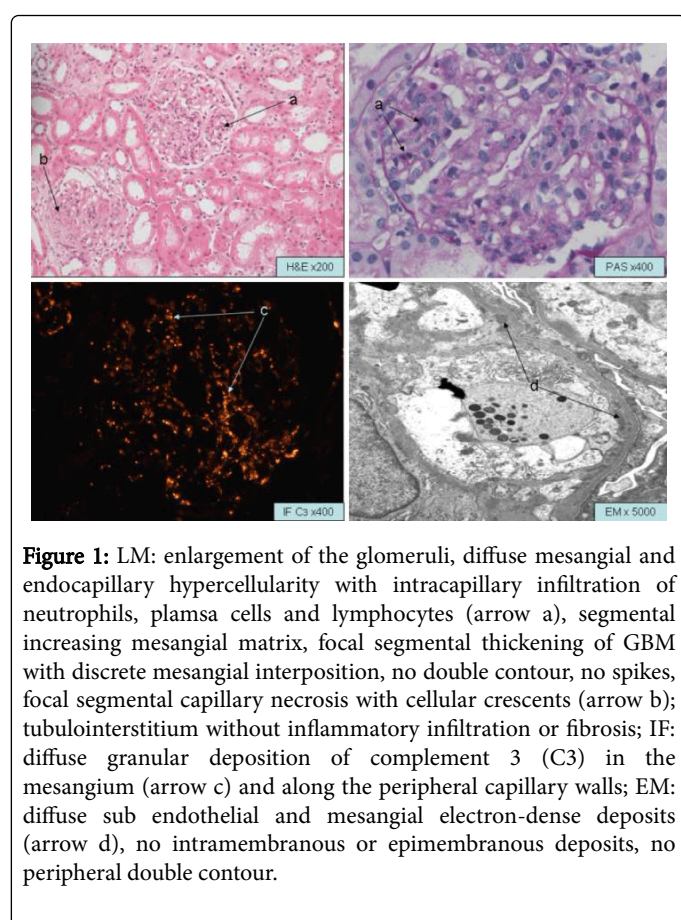 a
b
H&E x200
a
PAS x400
c
IF C3 x400
d
EM x 5000
Figure 1: LM: enlargement of the glomeruli, diffuse mesangial and
endocapillary hypercellularity with intracapillary infiltration of
neutrophils, plamsa cells and lymphocytes (arrow a), segmental
increasing mesangial matrix, focal segmental thickening of GBM
with discrete mesangial interposition, no double contour, no spikes,
focal segmental capillary necrosis with cellular crescents (arrow b);
tubulointerstitium without inflammatory infiltration or fibrosis; IF:
diffuse granular deposition of complement 3 (C3) in the
mesangium (arrow c) and along the peripheral capillary walls; EM:
diffuse sub endothelial and mesangial electron-dense deposits
(arrow d), no intramembranous or epimembranous deposits, no
peripheral double contour.